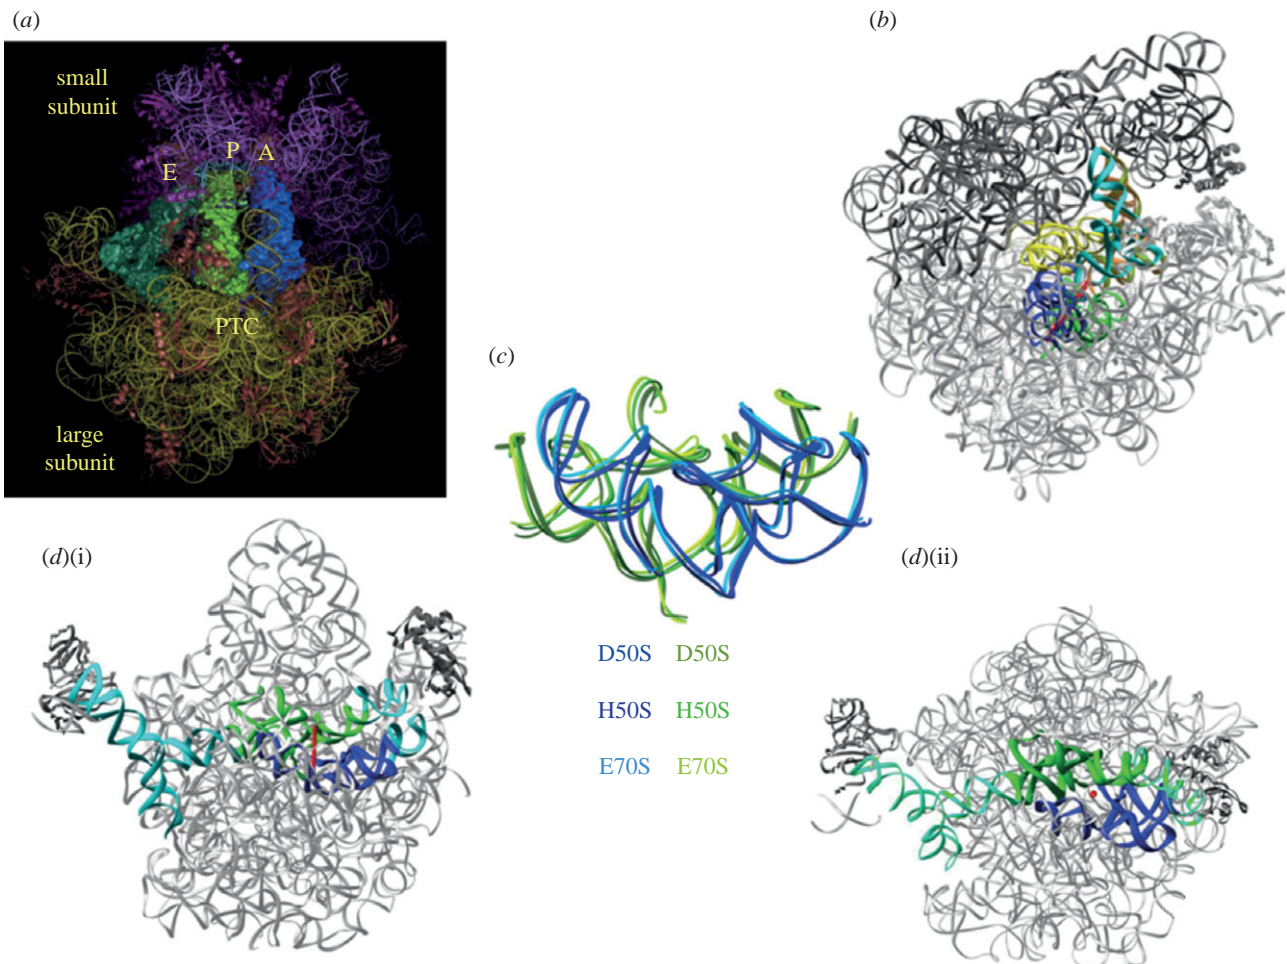 (a)
small
subunit
E
P
A
PTC
large
subunit
(b)
(c)
D50S D50S
H50S H50S
E70S E70S
(d)(i)
(d)(ii)